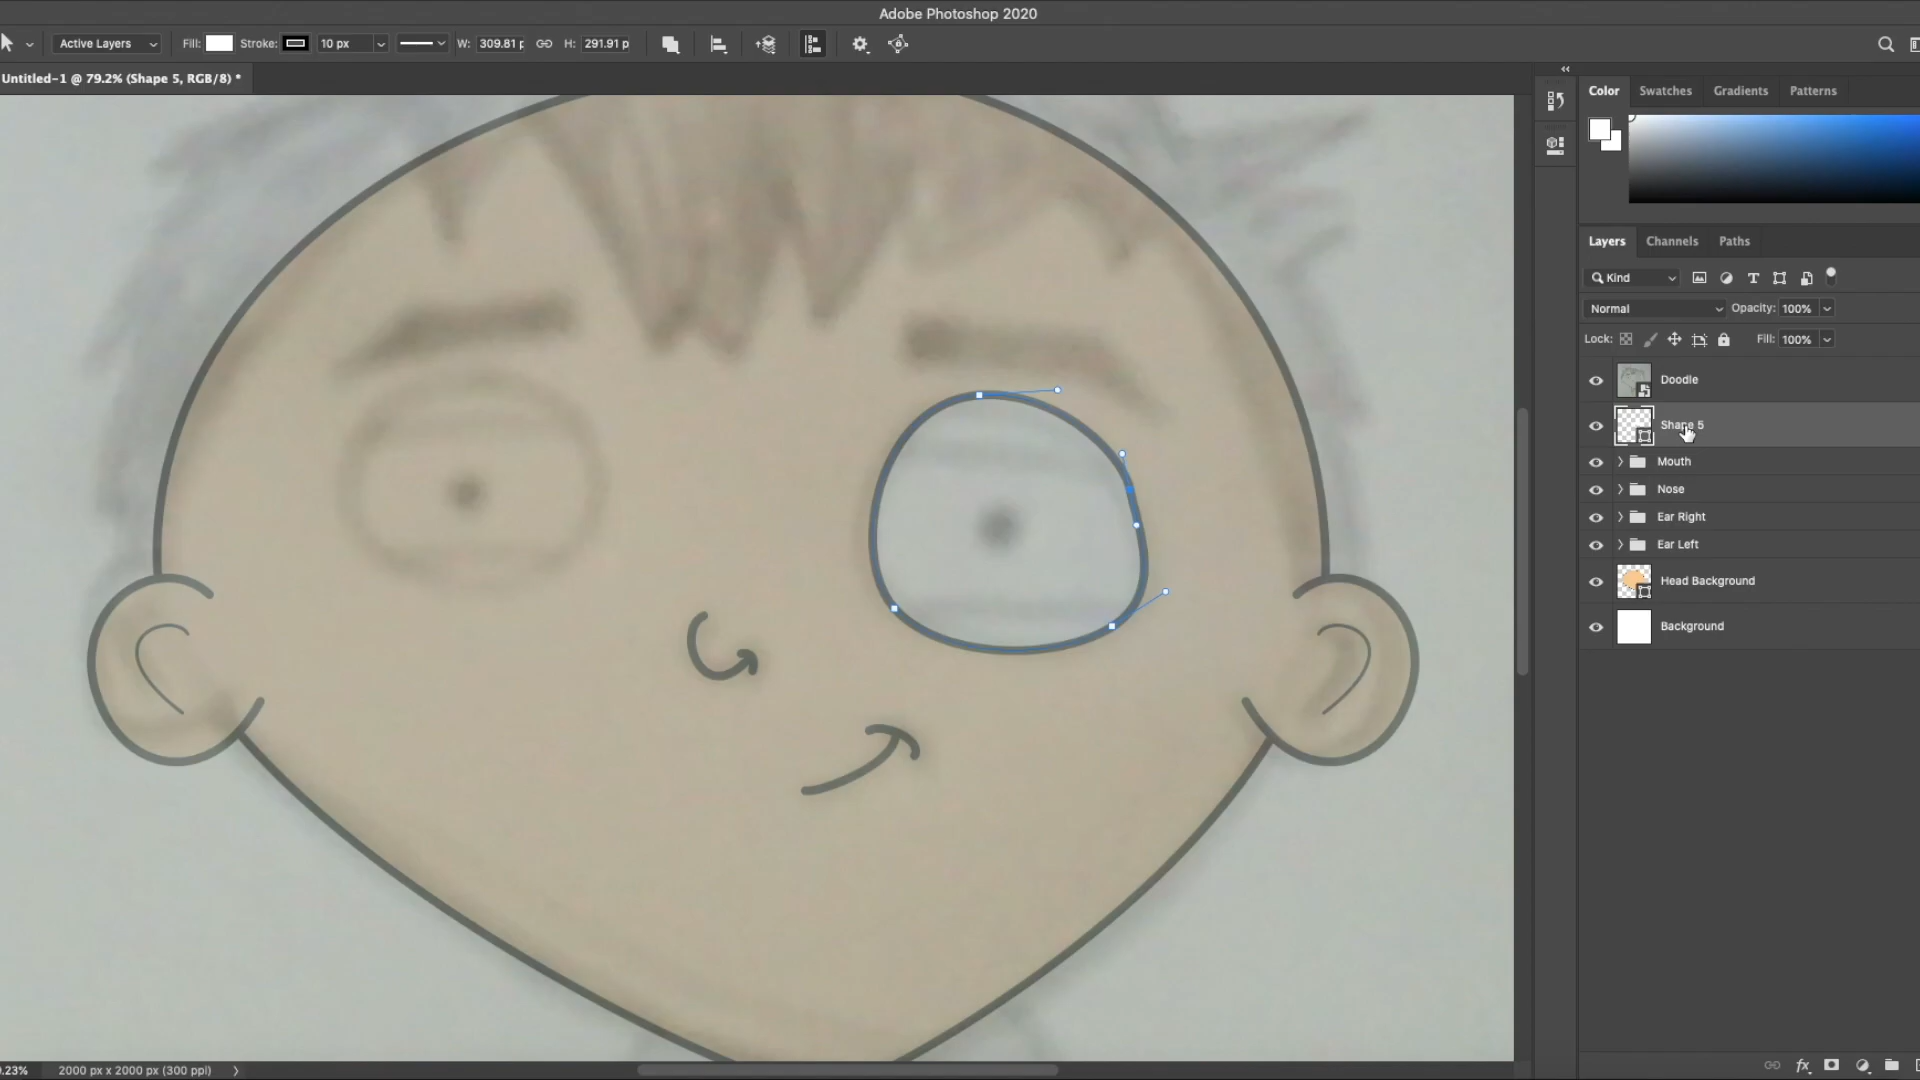 Adobe Photoshop 2020
Active Layers Fill: Stroke: 10 px W: 309.81 p H: 291.91 p
Untitled-1 @ 79.2% (Shape 5, RGB/8) *
Color Swatches Gradients Patterns
Layers Channels Paths
Kind
Normal Opacity: 100%
Lock: Fill: 100%
Doodle
Shape 5
Mouth
Nose
Ear Right
Ear Left
Head Background
Background
.23% 2000 px x 2000 px (300 ppi)